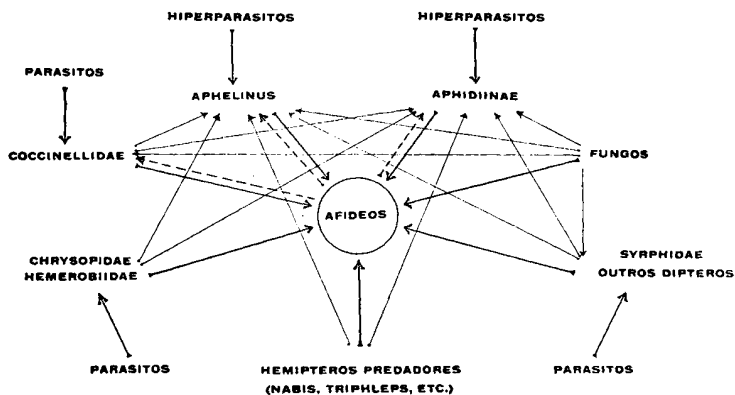 HIPERPARASITOS
HIPERPARASITOS
PARASITOS
APHELINUS
APHIDIINAE
COCCINELLIDAE
FUNGOS
AFIDEOS
CHRYSOPIDAE
HEMEROBIIDAE
SYRPHIDAE
OUTROS DIPTEROS
PARASITOS
HEMIPTEROS PREDADORES
(NABIS, TRIPHLEPS, ETC.)
PARASITOS